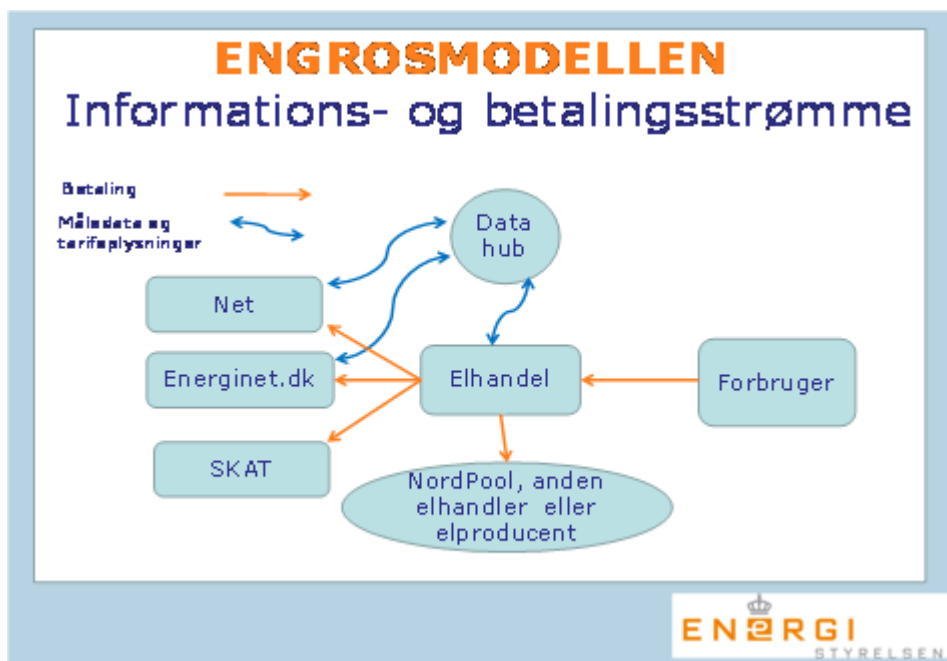 ENGROSMODELLEN
Informations- og betalingsstrømme
Betaling
Måledata og
tarifoplysninger
Data
hub
Net
Energinet.dk
Elhandel
Forbruger
SKAT
NordPool, anden
elhandler eller
elproducent
ENERGI
STYRELSEN